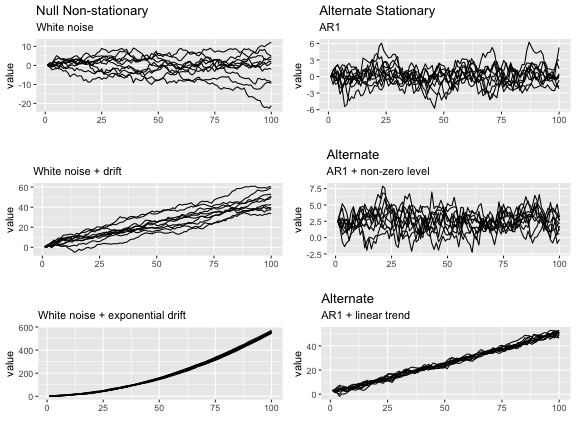 Null Non-stationary
White noise
value
10
0
-10
-20
0 25 50 75 100
Alternate Stationary
AR1
value
6
3
0
-3
-6
0 25 50 75 100
White noise + drift
value
60
40
20
0
0 25 50 75 100
Alternate
AR1 + non-zero level
value
7.5
5.0
2.5
0.0
-2.5
0 25 50 75 100
White noise + exponential drift
value
600
400
200
0
0 25 50 75 100
Alternate
AR1 + linear trend
value
40
20
0
0 25 50 75 100